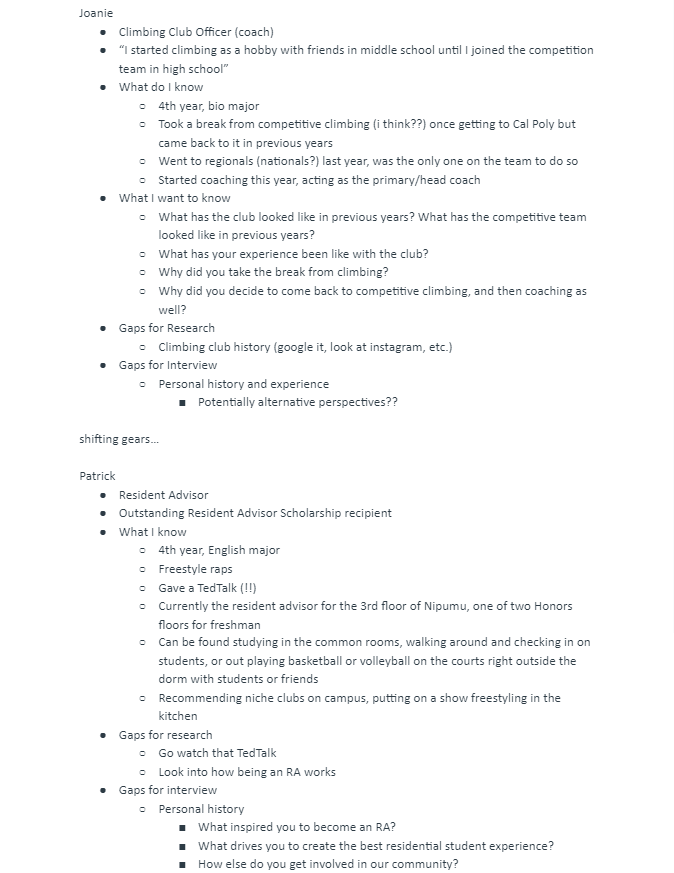 Joanie
● Climbing Club Officer (coach)
● “I started climbing as a hobby with friends in middle school until I joined the competition
team in high school”
● What do I know
○ 4th year, bio major
○ Took a break from competitive climbing (i think??) once getting to Cal Poly but
came back to it in previous years
○ Went to regionals (nationals?) last year, was the only one on the team to do so
○ Started coaching this year, acting as the primary/head coach
● What I want to know
○ What has the club looked like in previous years? What has the competitive team
looked like in previous years?
○ What has your experience been like with the club?
○ Why did you take the break from climbing?
○ Why did you decide to come back to competitive climbing, and then coaching as
well?
● Gaps for Research
○ Climbing club history (google it, look at instagram, etc.)
● Gaps for Interview
○ Personal history and experience
■ Potentially alternative perspectives??
shifting gears...
Patrick
● Resident Advisor
● Outstanding Resident Advisor Scholarship recipient
● What I know
○ 4th year, English major
○ Freestyle raps
○ Gave a TedTalk (!!)
○ Currently the resident advisor for the 3rd floor of Nipumu, one of two Honors
floors for freshman
○ Can be found studying in the common rooms, walking around and checking in on
students, or out playing basketball or volleyball on the courts right outside the
dorm with students or friends
○ Recommending niche clubs on campus, putting on a show freestyling in the
kitchen
● Gaps for research
○ Go watch that TedTalk
○ Look into how being an RA works
● Gaps for interview
○ Personal history
■ What inspired you to become an RA?
■ What drives you to create the best residential student experience?
■ How else do you get involved in our community?